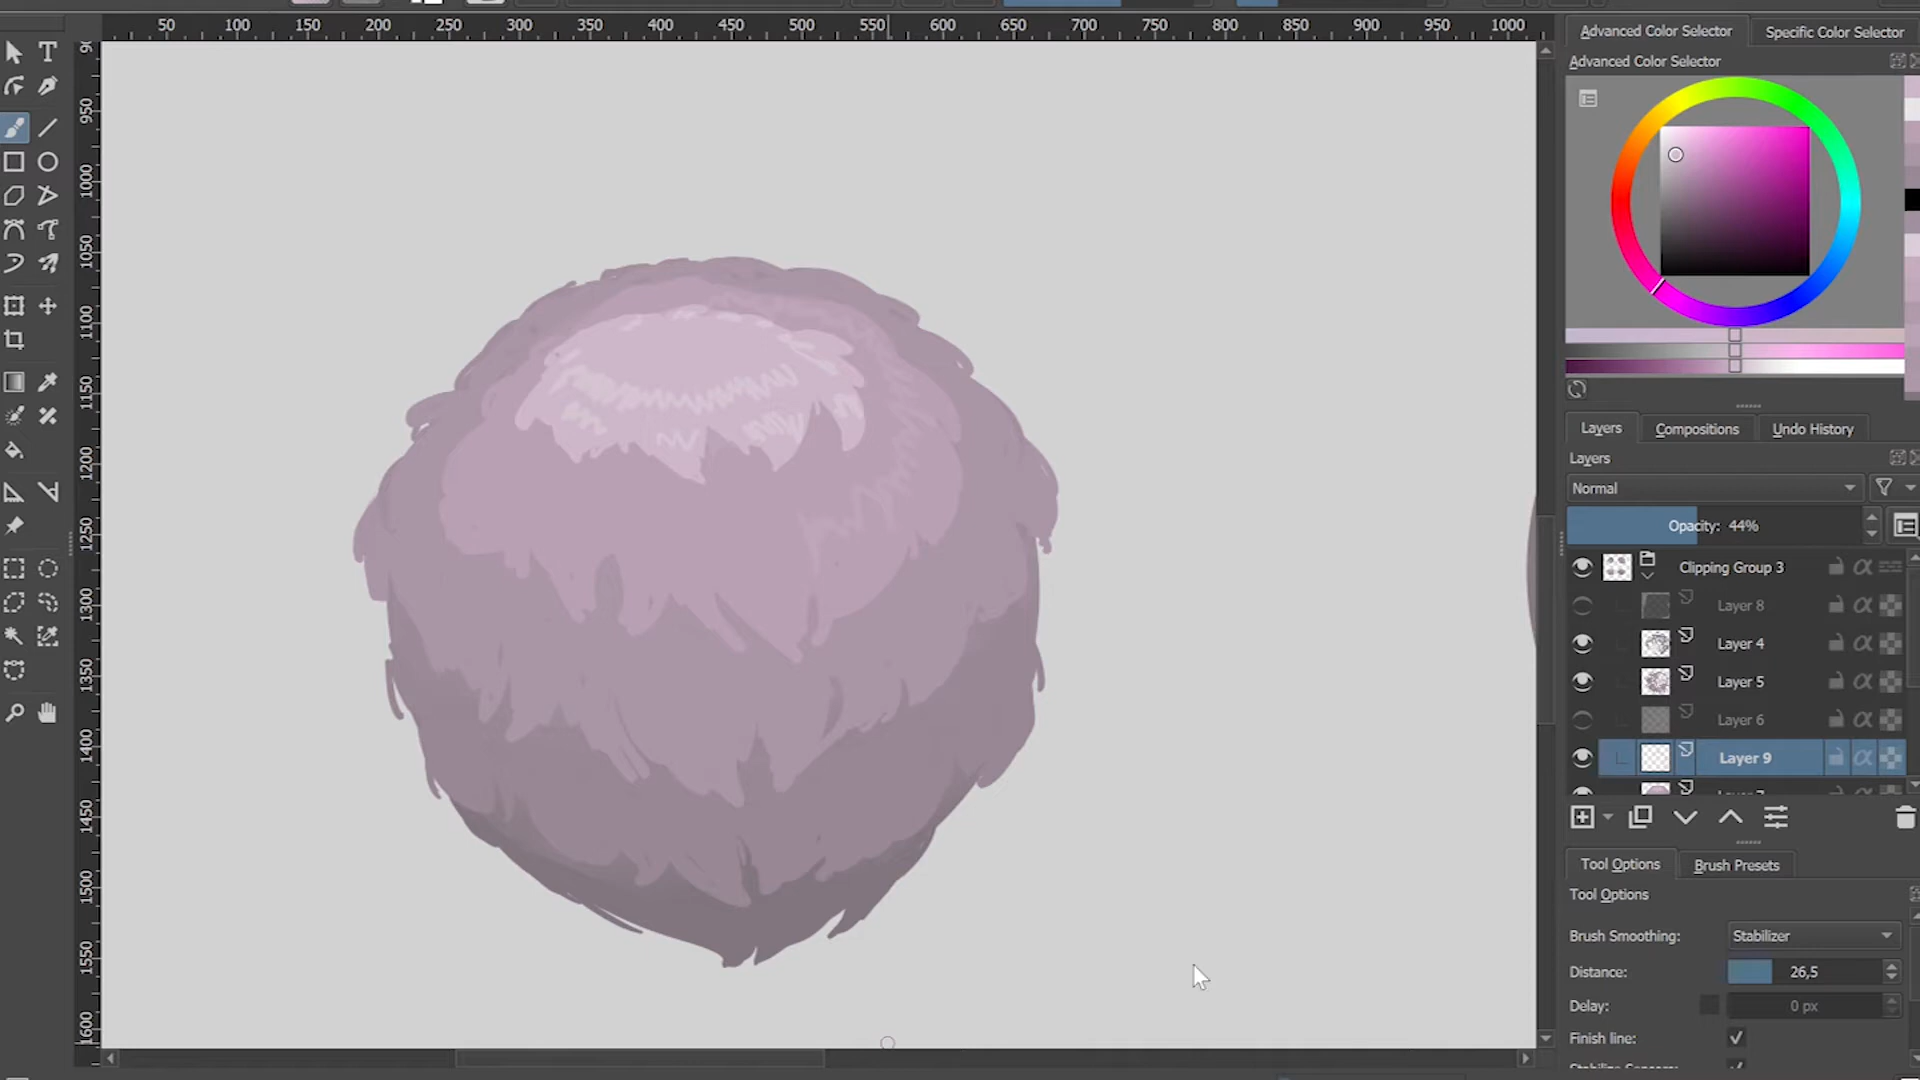 50 100 150 200 250 300 350 400 450 500 550 600 650 700 750 800 850 900 950 1000
950
1000
1050
1100
1150
1200
1250
1300
1350
1400
1450
1500
1550
1600
Advanced Color Selector Specific Color Selector
Advanced Color Selector
Layers Compositions Undo History
Layers
Normal
Opacity: 44%
Clipping Group 3
Layer 8
Layer 4
Layer 5
Layer 6
Layer 9
Tool Options Brush Presets
Tool Options
Brush Smoothing: Stabilizer
Distance: 26,5
Delay: 0 px
Finish line: